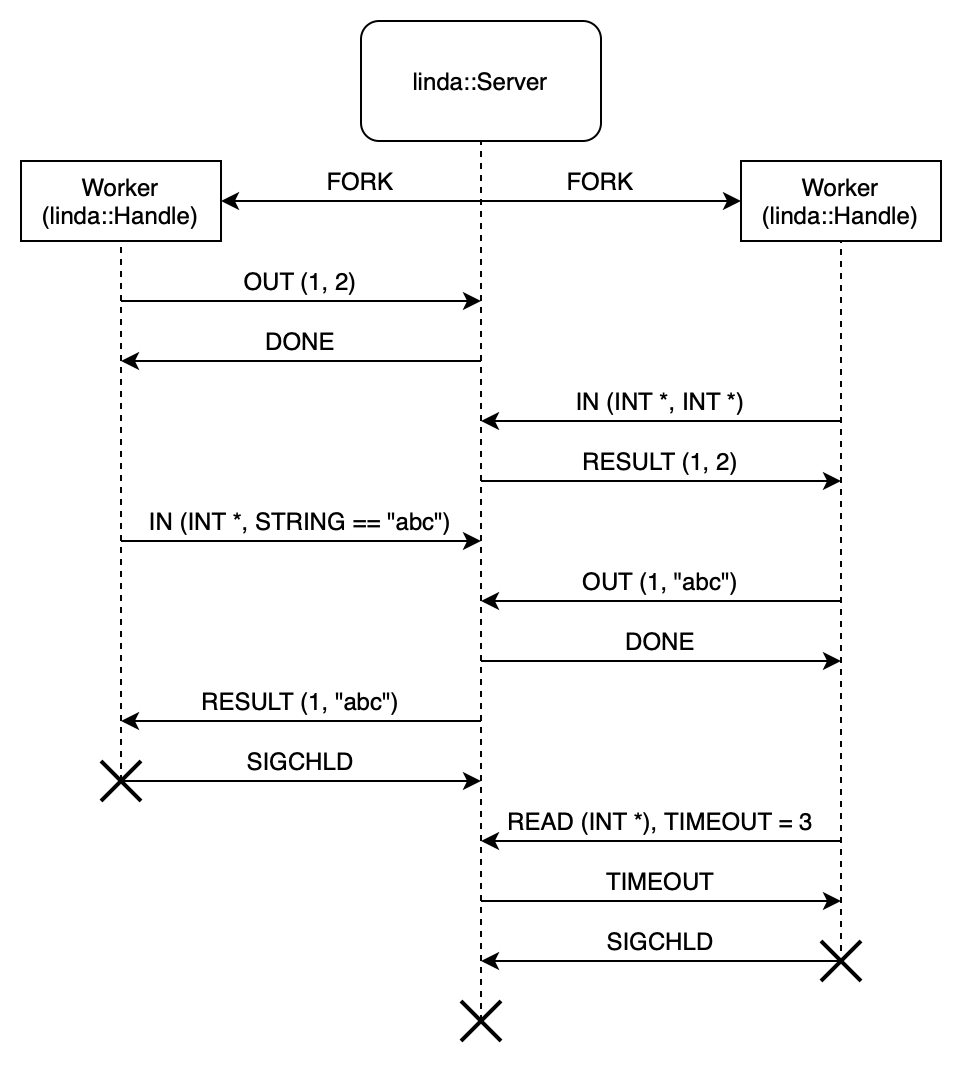 linda::Server
Worker
(linda::Handle)
FORK
FORK
Worker
(linda::Handle)
OUT (1, 2)
DONE
IN (INT *, INT *)
RESULT (1, 2)
IN (INT *, STRING == "abc")
OUT (1, "abc")
DONE
RESULT (1, "abc")
SIGCHLD
READ (INT *), TIMEOUT = 3
TIMEOUT
SIGCHLD